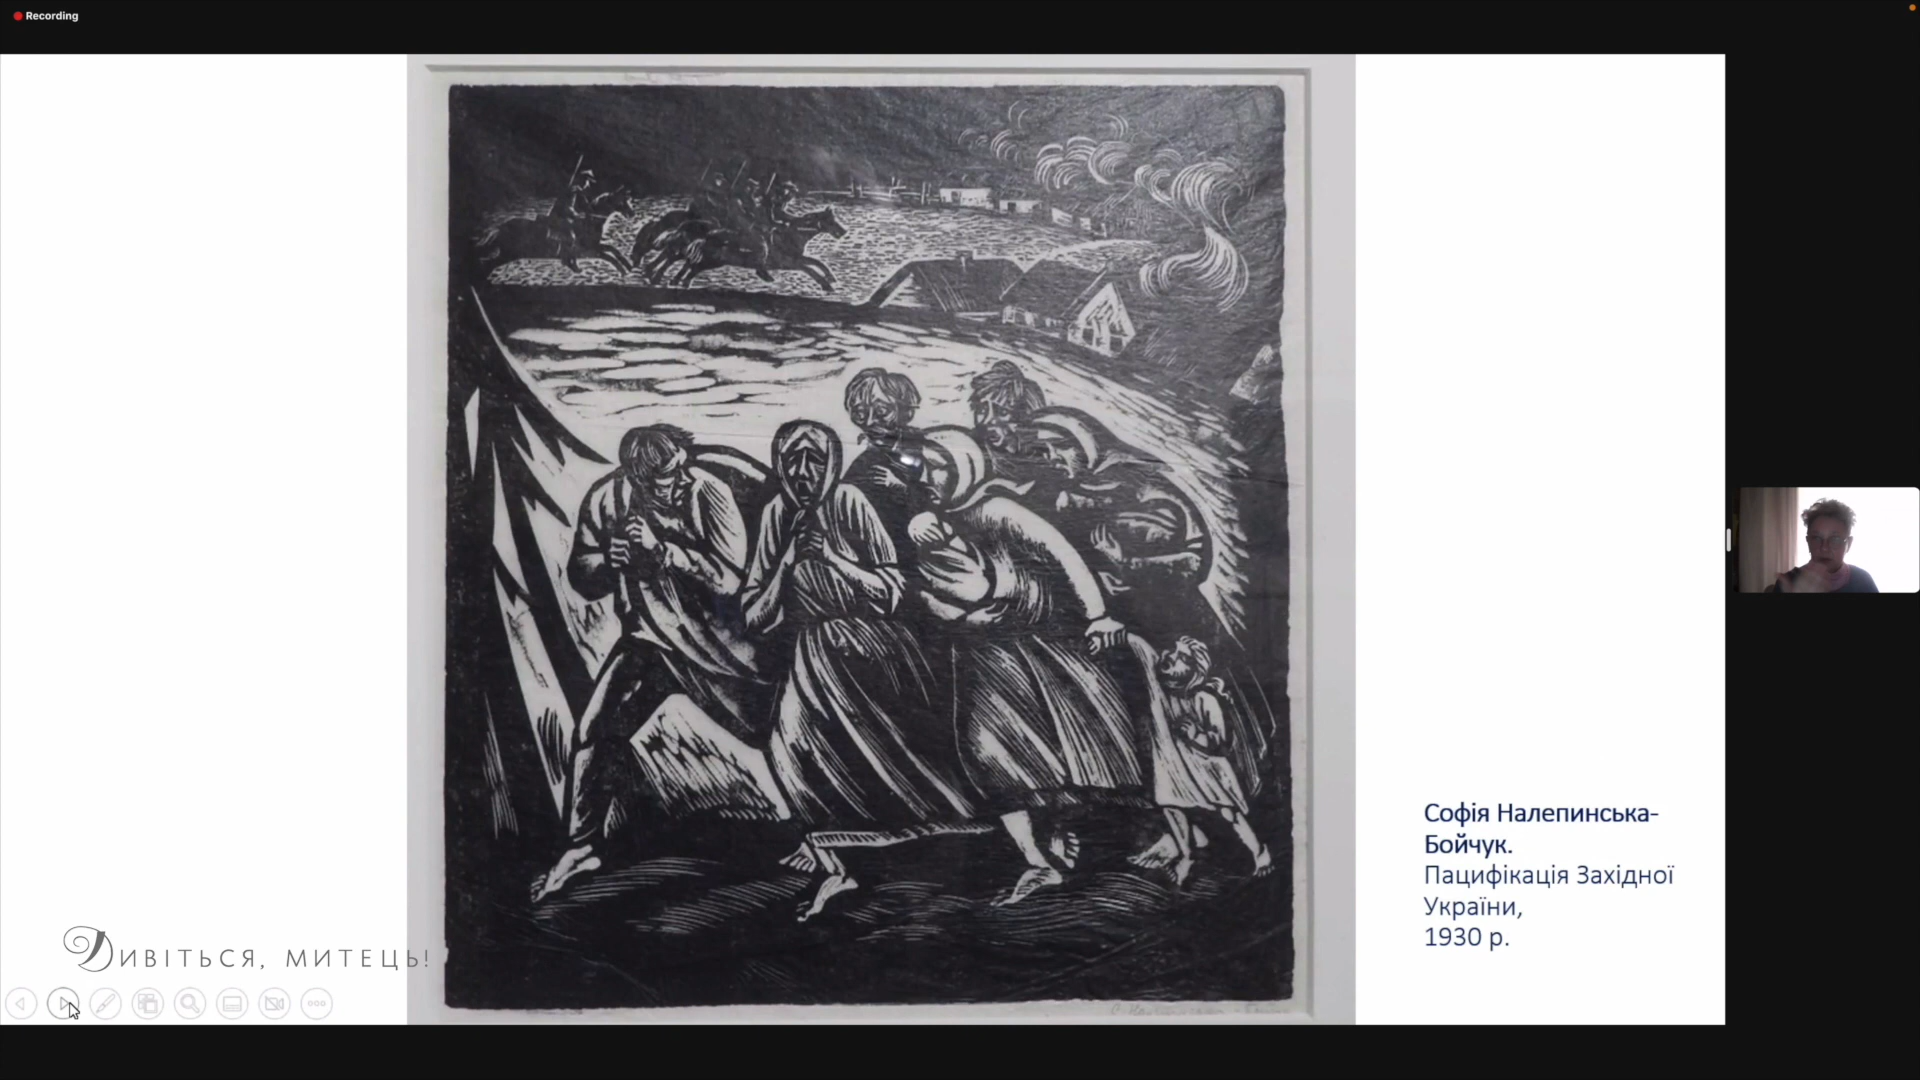 Recording
Софія Налепинська-
Бойчук.
Пацифікація Західної
України,
1930 р.
Дивіться, митець!